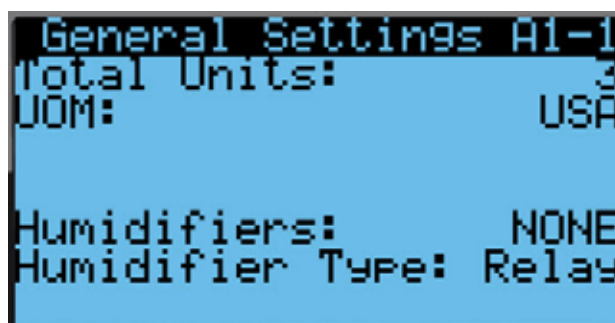 General Settings A1-1
Total Units: 3
UOM: USA
Humidifiers: NONE
Humidifier Type: Relay